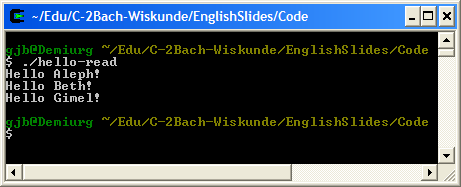 ~/Edu/C-2Bach-Wiskunde/EnglishSlides/Code
gjb@Demiurg ~/Edu/C-2Bach-Wiskunde/EnglishSlides/Code
$ ./hello-read
Hello Aleph!
Hello Beth!
Hello Gimel!
gjb@Demiurg ~/Edu/C-2Bach-Wiskunde/EnglishSlides/Code
$